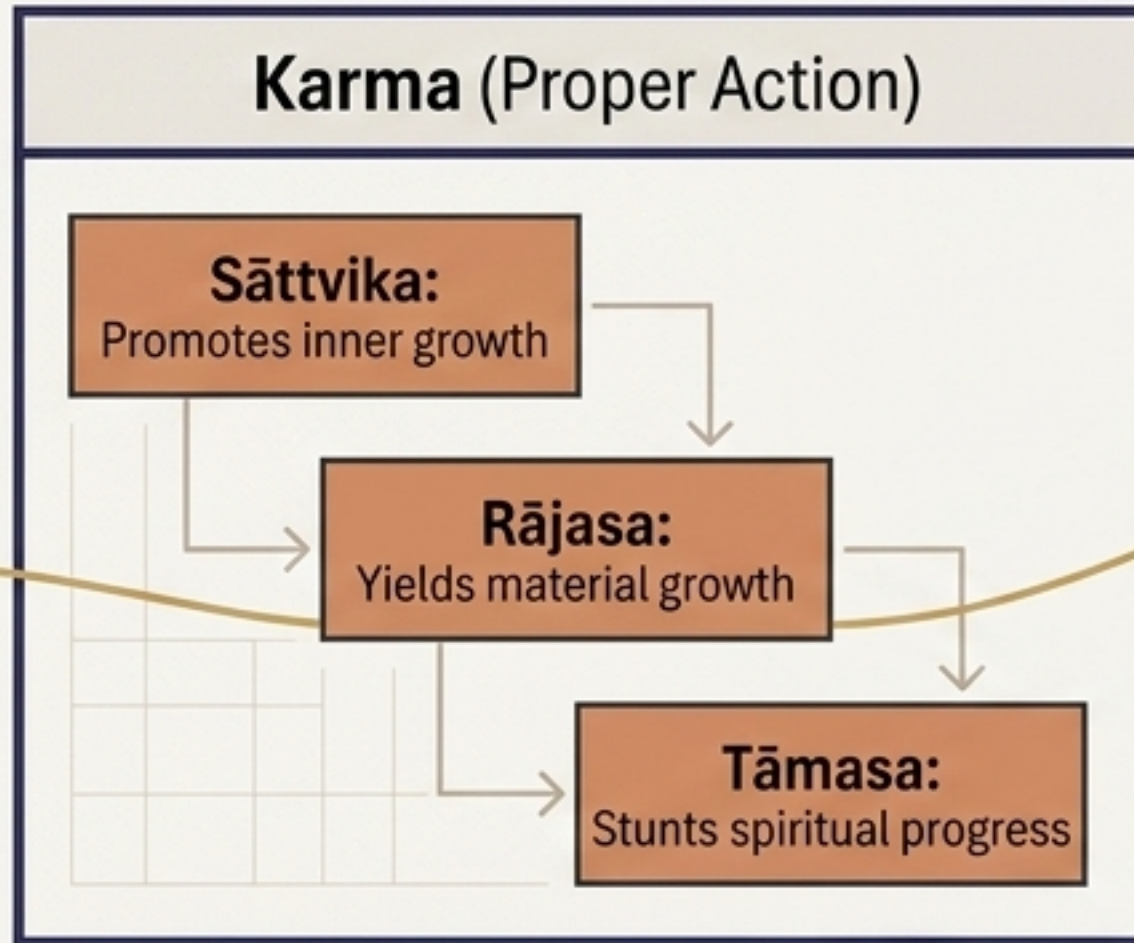 Karma (Proper Action)
Sāttvika:
Promotes inner growth
Rājasa:
Yields material growth
Tāmasa:
Stunts spiritual progress